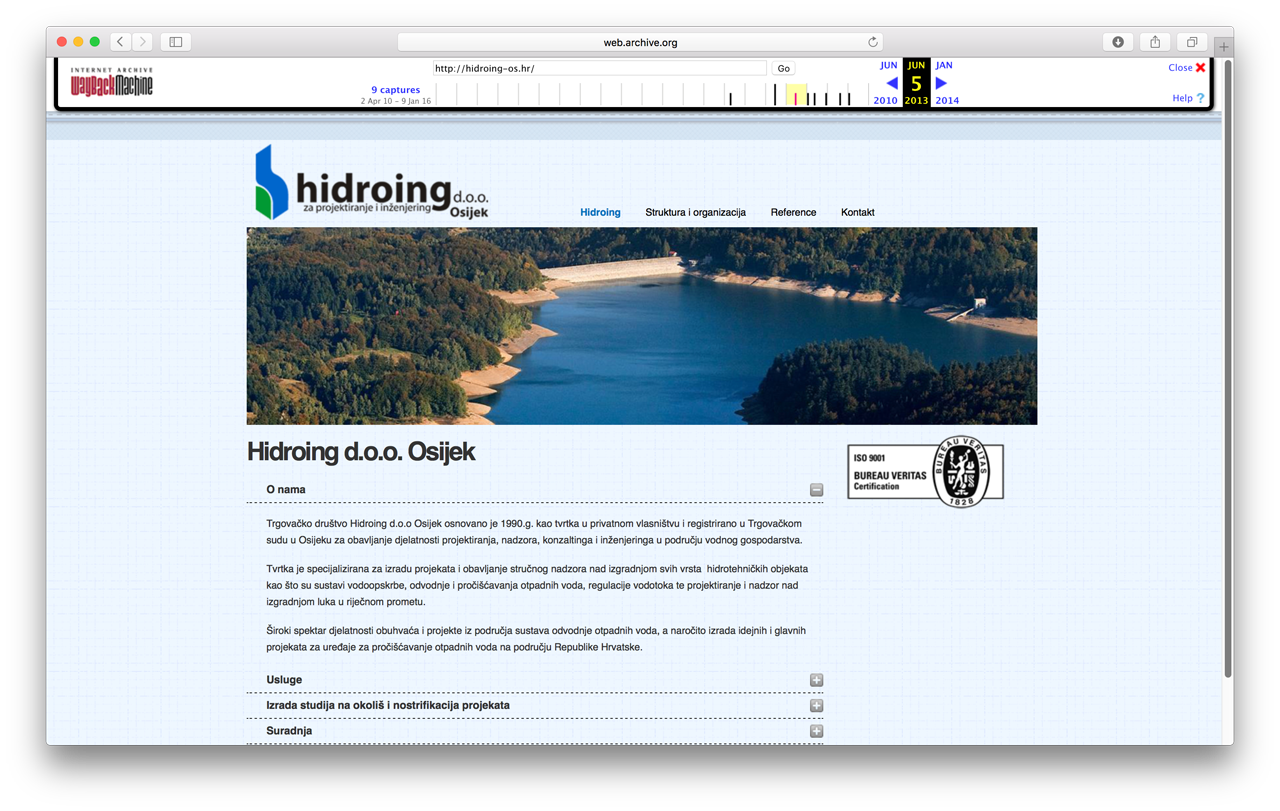 web.archive.org
INTERNET ARCHIVE
WayBackMachine
http://hidroing-os.hr/
Go
9 captures
2 Apr 10 – 9 Jan 16
JUN JUN JAN
5
2010 2013 2014
Close
Help ?
hidroing d.o.o.
za projektiranje i inženjering Osijek
Hidroing Struktura i organizacija Reference Kontakt
Hidroing d.o.o. Osijek
O nama
Trgovačko društvo Hidroing d.o.o Osijek osnovano je 1990.g. kao tvrtka u privatnom vlasništvu i registrirano u Trgovačkom
sudu u Osijeku za obavljanje djelatnosti projektiranja, nadzora, konzaltinga i inženjeringa u području vodnog gospodarstva.
Tvrtka je specijalizirana za izradu projekata i obavljanje stručnog nadzora nad izgradnjom svih vrsta hidrotehničkih objekata
kao što su sustavi vodoopskrbe, odvodnje i pročišćavanja otpadnih voda, regulacije vodotoka te projektiranje i nadzor nad
izgradnjom luka u riječnom prometu.
Široki spektar djelatnosti obuhvaća i projekte iz područja sustava odvodnje otpadnih voda, a naročito izrada idejnih i glavnih
projekata za uređaje za pročišćavanje otpadnih voda na području Republike Hrvatske.
Usluge
Izrada studija na okoliš i nostrifikacija projekata
Suradnja
ISO 9001
BUREAU VERITAS
Certification
BUREAU VERITAS
1828